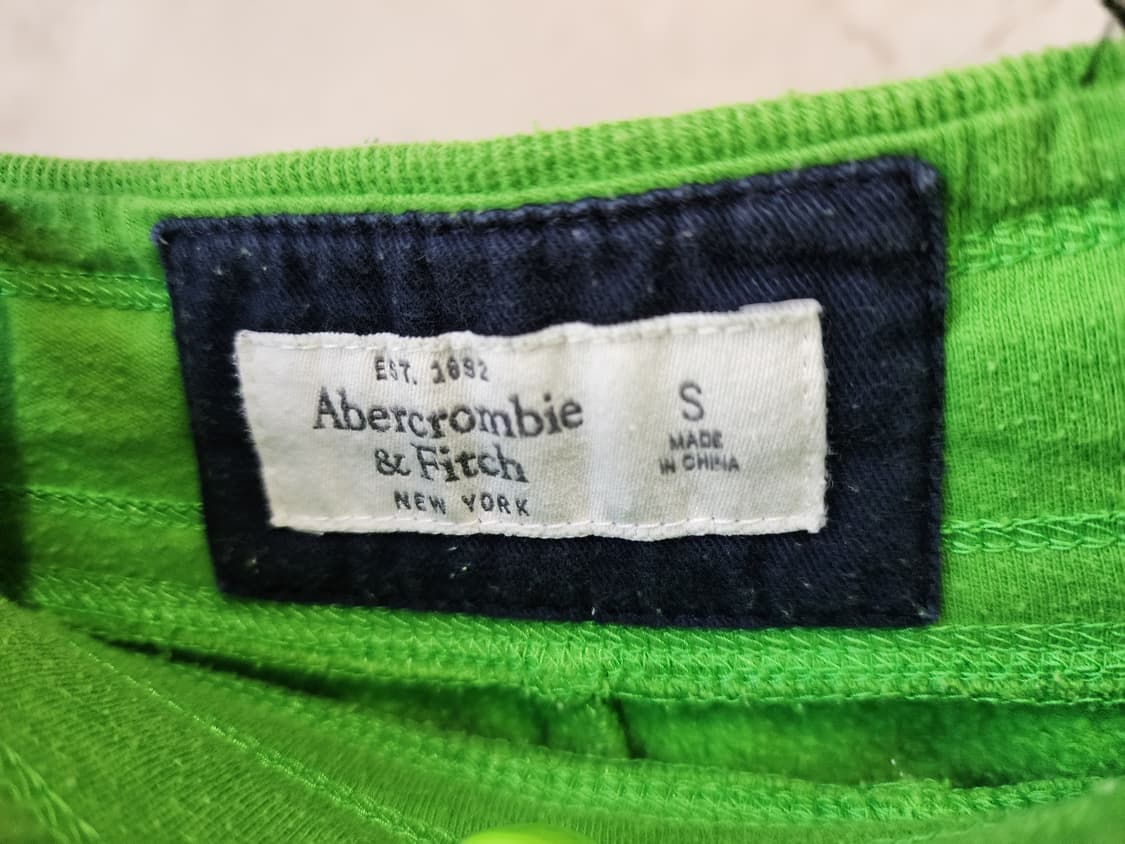 EST. 1892
Abercrombie
& Fitch
NEW YORK
S
MADE
IN CHINA